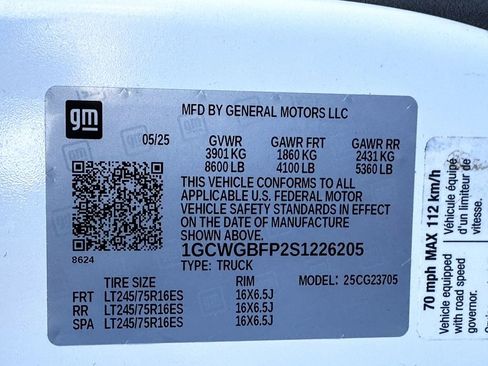 gm
MFD BY GENERAL MOTORS LLC
05/25 GVWR GAWR FRT GAWR RR
3901 KG 1860 KG 2431 KG
8600 LB 4100 LB 5360 LB
THIS VEHICLE CONFORMS TO ALL
APPLICABLE U.S. FEDERAL MOTOR
VEHICLE SAFETY STANDARDS IN EFFECT
ON THE DATE OF MANUFACTURE
SHOWN ABOVE.
8624
1GCWGBFP2S1226205
TYPE: TRUCK MODEL: 25CG23705
TIRE SIZE RIM
FRT LT245/75R16ES 16X6.5J
RR LT245/75R16ES 16X6.5J
SPA LT245/75R16ES 16X6.5J
70 mph MAX 112 km/h
Véhicule équipé
d'un limiteur de
vitesse.
Vehicle equipped
with road speed
governor.